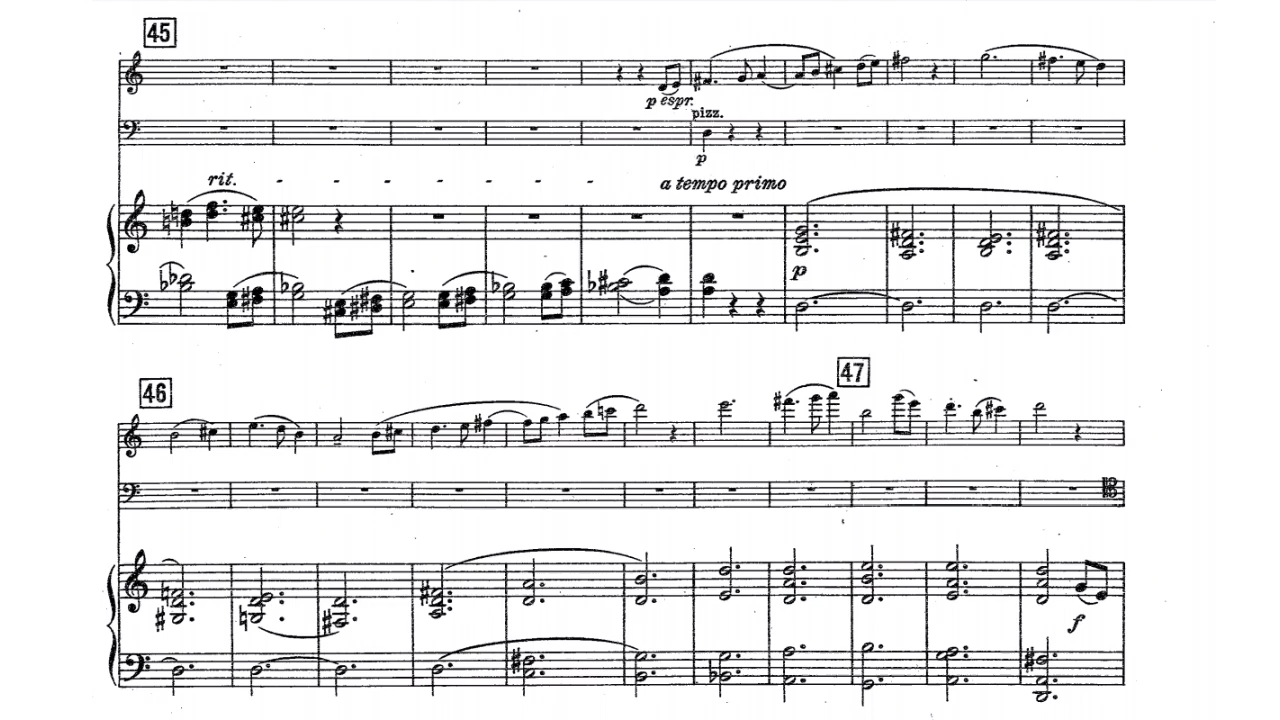 45
p espr.
pizz.
p
rit. - - - - - - -
a tempo primo
p
46
47
f